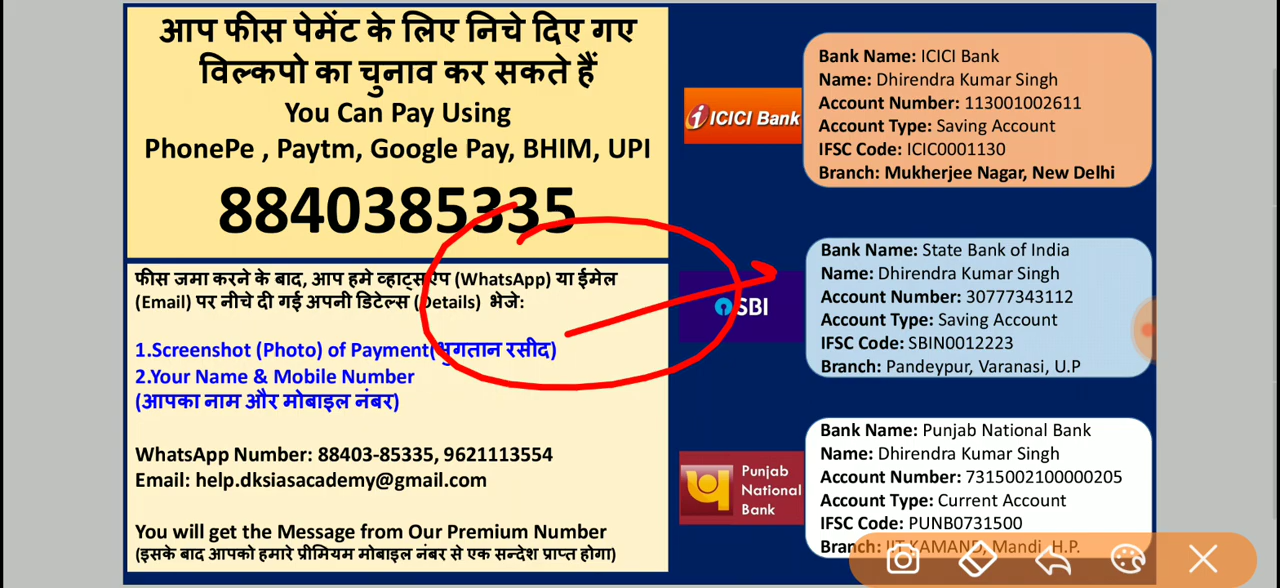 आप फीस पेमेंट के लिए निचे दिए गए
विल्कपो का चुनाव कर सकते हैं
You Can Pay Using
PhonePe , Paytm, Google Pay, BHIM, UPI
8840385335
फीस जमा करने के बाद, आप हमे व्हाट्सऐप (WhatsApp) या ईमेल
(Email) पर नीचे दी गई अपनी डिटेल्स (Details) भेजे:
1.Screenshot (Photo) of Payment(भुगतान रसीद)
2.Your Name & Mobile Number
(आपका नाम और मोबाइल नंबर)
WhatsApp Number: 88403-85335, 9621113554
Email: help.dksiasacademy@gmail.com
You will get the Message from Our Premium Number
(इसके बाद आपको हमारे प्रीमियम मोबाइल नंबर से एक सन्देश प्राप्त होगा)
ICICI Bank
Bank Name: ICICI Bank
Name: Dhirendra Kumar Singh
Account Number: 113001002611
Account Type: Saving Account
IFSC Code: ICIC0001130
Branch: Mukherjee Nagar, New Delhi
SBI
Bank Name: State Bank of India
Name: Dhirendra Kumar Singh
Account Number: 30777343112
Account Type: Saving Account
IFSC Code: SBIN0012223
Branch: Pandeypur, Varanasi, U.P
Punjab
National
Bank
Bank Name: Punjab National Bank
Name: Dhirendra Kumar Singh
Account Number: 7315002100000205
Account Type: Current Account
IFSC Code: PUNB0731500
Branch: IIT KAMAND, Mandi, H.P.